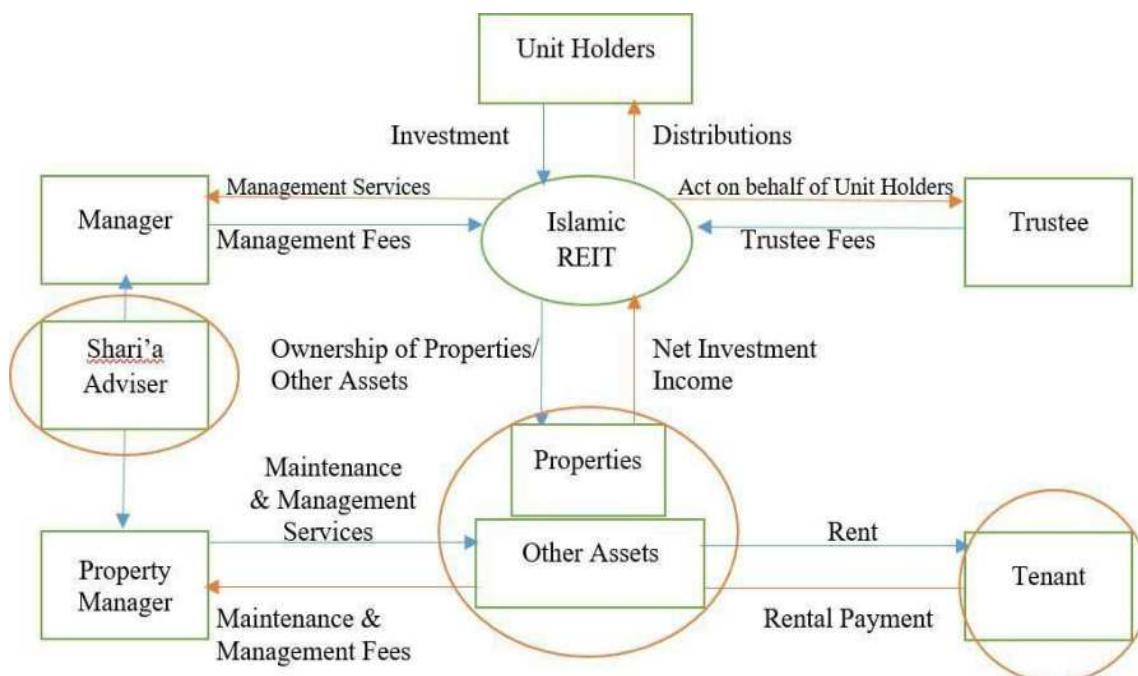 Unit Holders
Investment
Distributions
Management Services
Act on behalf of Unit Holders
Manager
Islamic
REIT
Trustee
Management Fees
Trustee Fees
Shari’a
Adviser
Ownership of Properties/
Other Assets
Net Investment
Income
Properties
Maintenance
& Management
Services
Other Assets
Rent
Property
Manager
Tenant
Maintenance &
Management Fees
Rental Payment